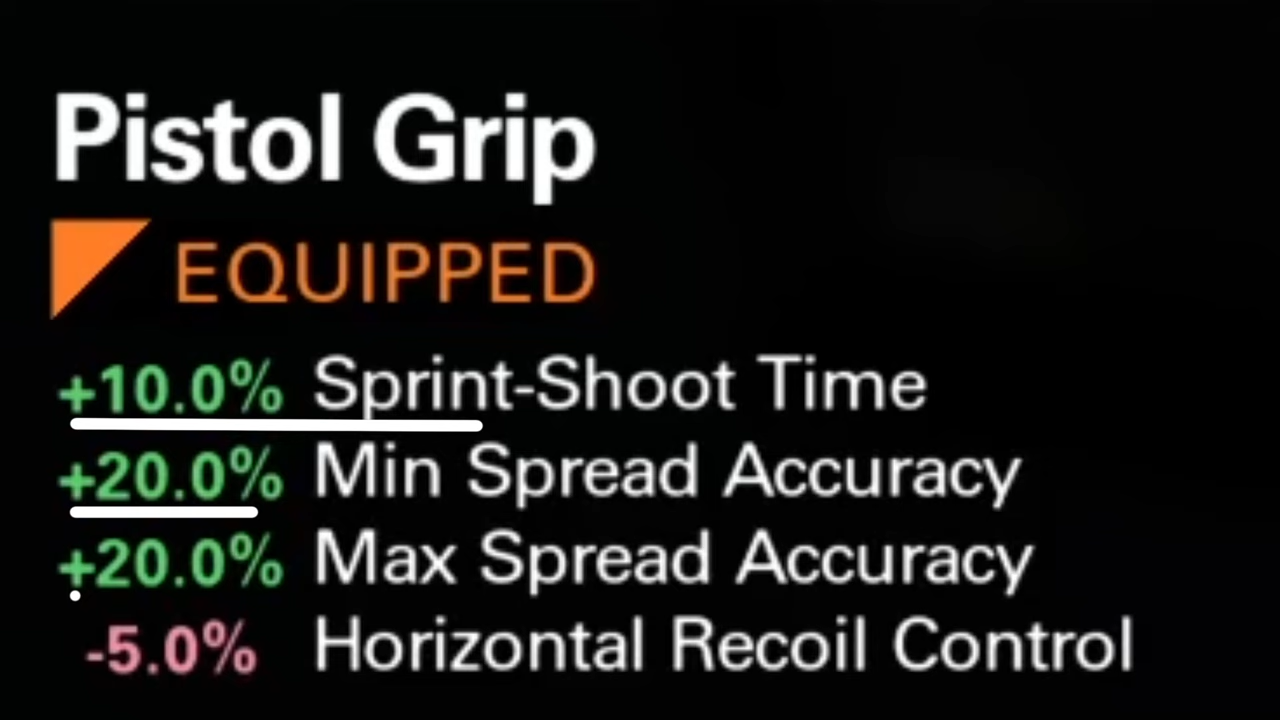 Pistol Grip
EQUIPPED
+10.0% Sprint-Shoot Time
+20.0% Min Spread Accuracy
+20.0% Max Spread Accuracy
-5.0% Horizontal Recoil Control